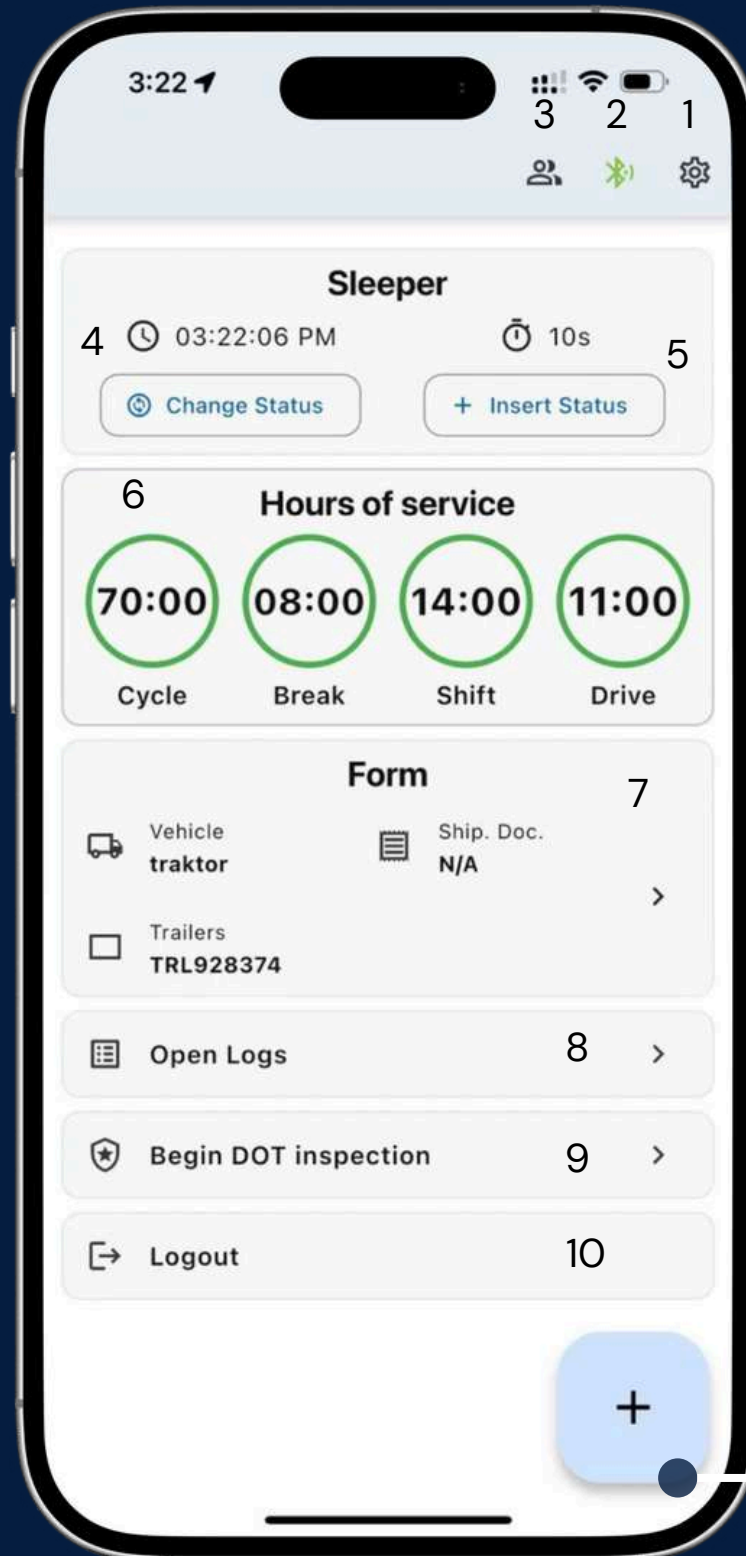 3:22
3 2 1
Sleeper
4 03:22:06 PM 10s 5
Change Status + Insert Status
6 Hours of service
70:00 08:00 14:00 11:00
Cycle Break Shift Drive
Form 7
Vehicle Ship. Doc.
traktor N/A
Trailers
TRL928374
Open Logs 8
Begin DOT inspection 9
Logout 10
+